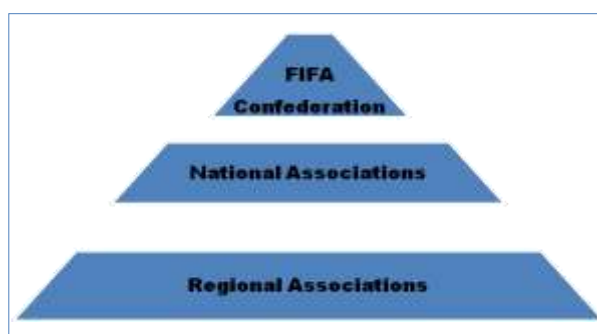 FIFA
Confederation
National Associations
Regional Associations